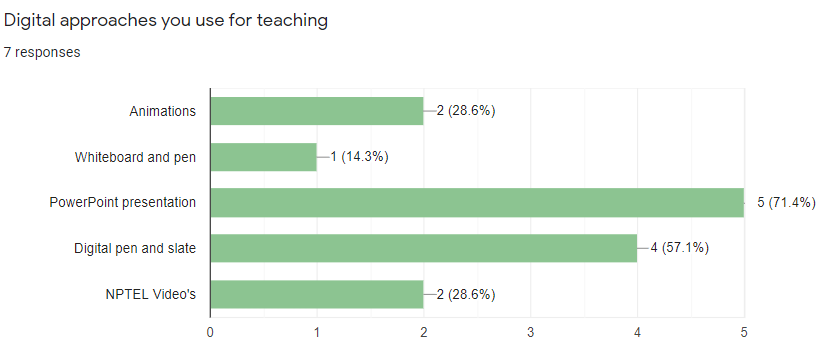 Digital approaches you use for teaching
7 responses
Animations 2 (28.6%)
Whiteboard and pen 1 (14.3%)
PowerPoint presentation 5 (71.4%)
Digital pen and slate 4 (57.1%)
NPTEL Video's 2 (28.6%)
0 1 2 3 4 5